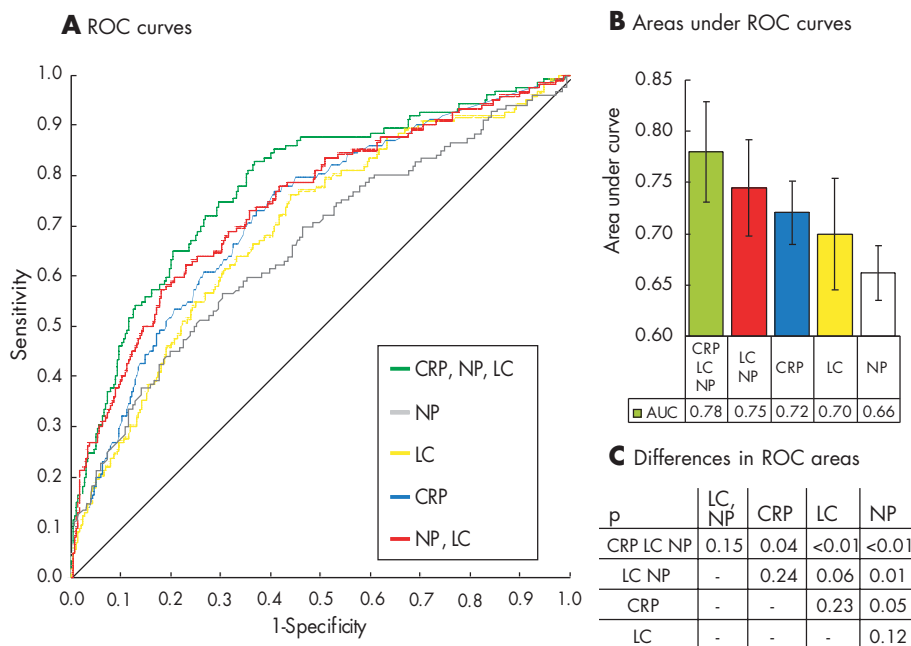 A ROC curves
1.0
0.9
0.8
0.7
0.6
0.5
0.4
0.3
0.2
0.1
0.0
Sensitivity
0.0 0.1 0.2 0.3 0.4 0.5 0.6 0.7 0.8 0.9 1.0
1-Specificity
CRP, NP, LC
NP
LC
CRP
NP, LC
B Areas under ROC curves
0.85
0.80
0.75
0.70
0.65
0.60
Area under curve
CRP LC NP
LC NP
CRP
LC
NP
AUC 0.78 0.75 0.72 0.70 0.66
C Differences in ROC areas
p LC, NP CRP LC NP
CRP LC NP 0.15 0.04 <0.01 <0.01
LC NP - 0.24 0.06 0.01
CRP - - 0.23 0.05
LC - - - 0.12